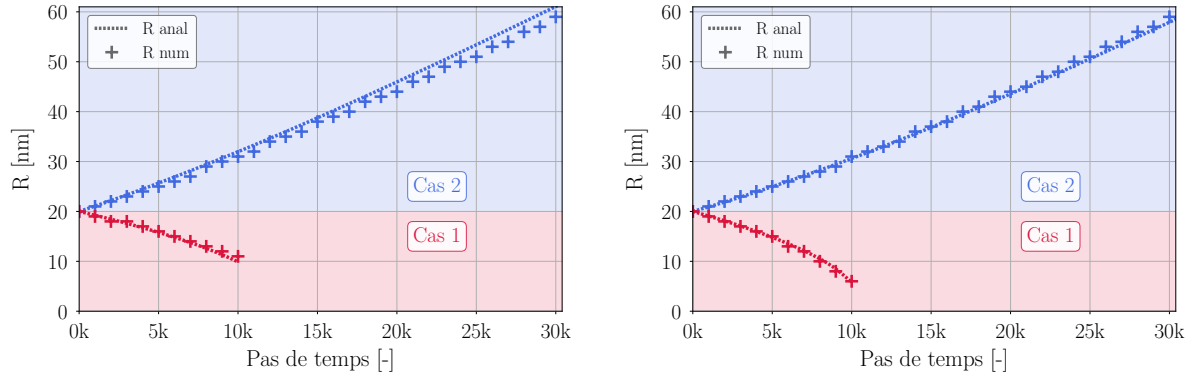 R anal
R num
R [nm]
60
50
40
30
20
10
0
Cas 2
Cas 1
0k 5k 10k 15k 20k 25k 30k
Pas de temps [-]
R anal
R num
R [nm]
60
50
40
30
20
10
0
Cas 2
Cas 1
0k 5k 10k 15k 20k 25k 30k
Pas de temps [-]